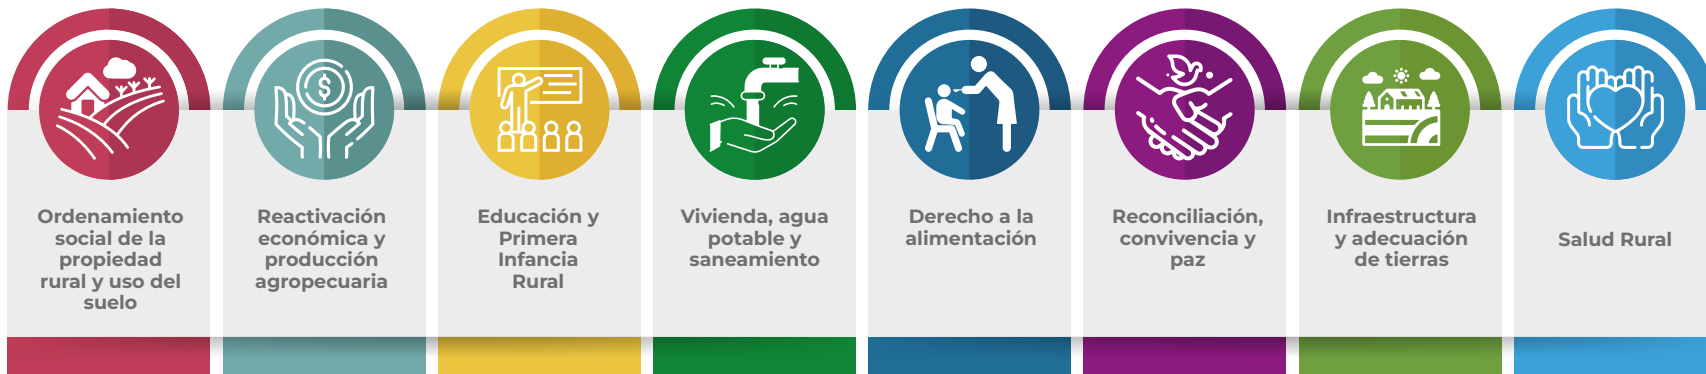 Ordenamiento
social de la
propiedad
rural y uso del
suelo
Reactivación
económica y
producción
agropecuaria
Educación y
Primera
Infancia
Rural
Vivienda, agua
potable y
saneamiento
Derecho a la
alimentación
Reconciliación,
convivencia y
paz
Infraestructura
y adecuación
de tierras
Salud Rural